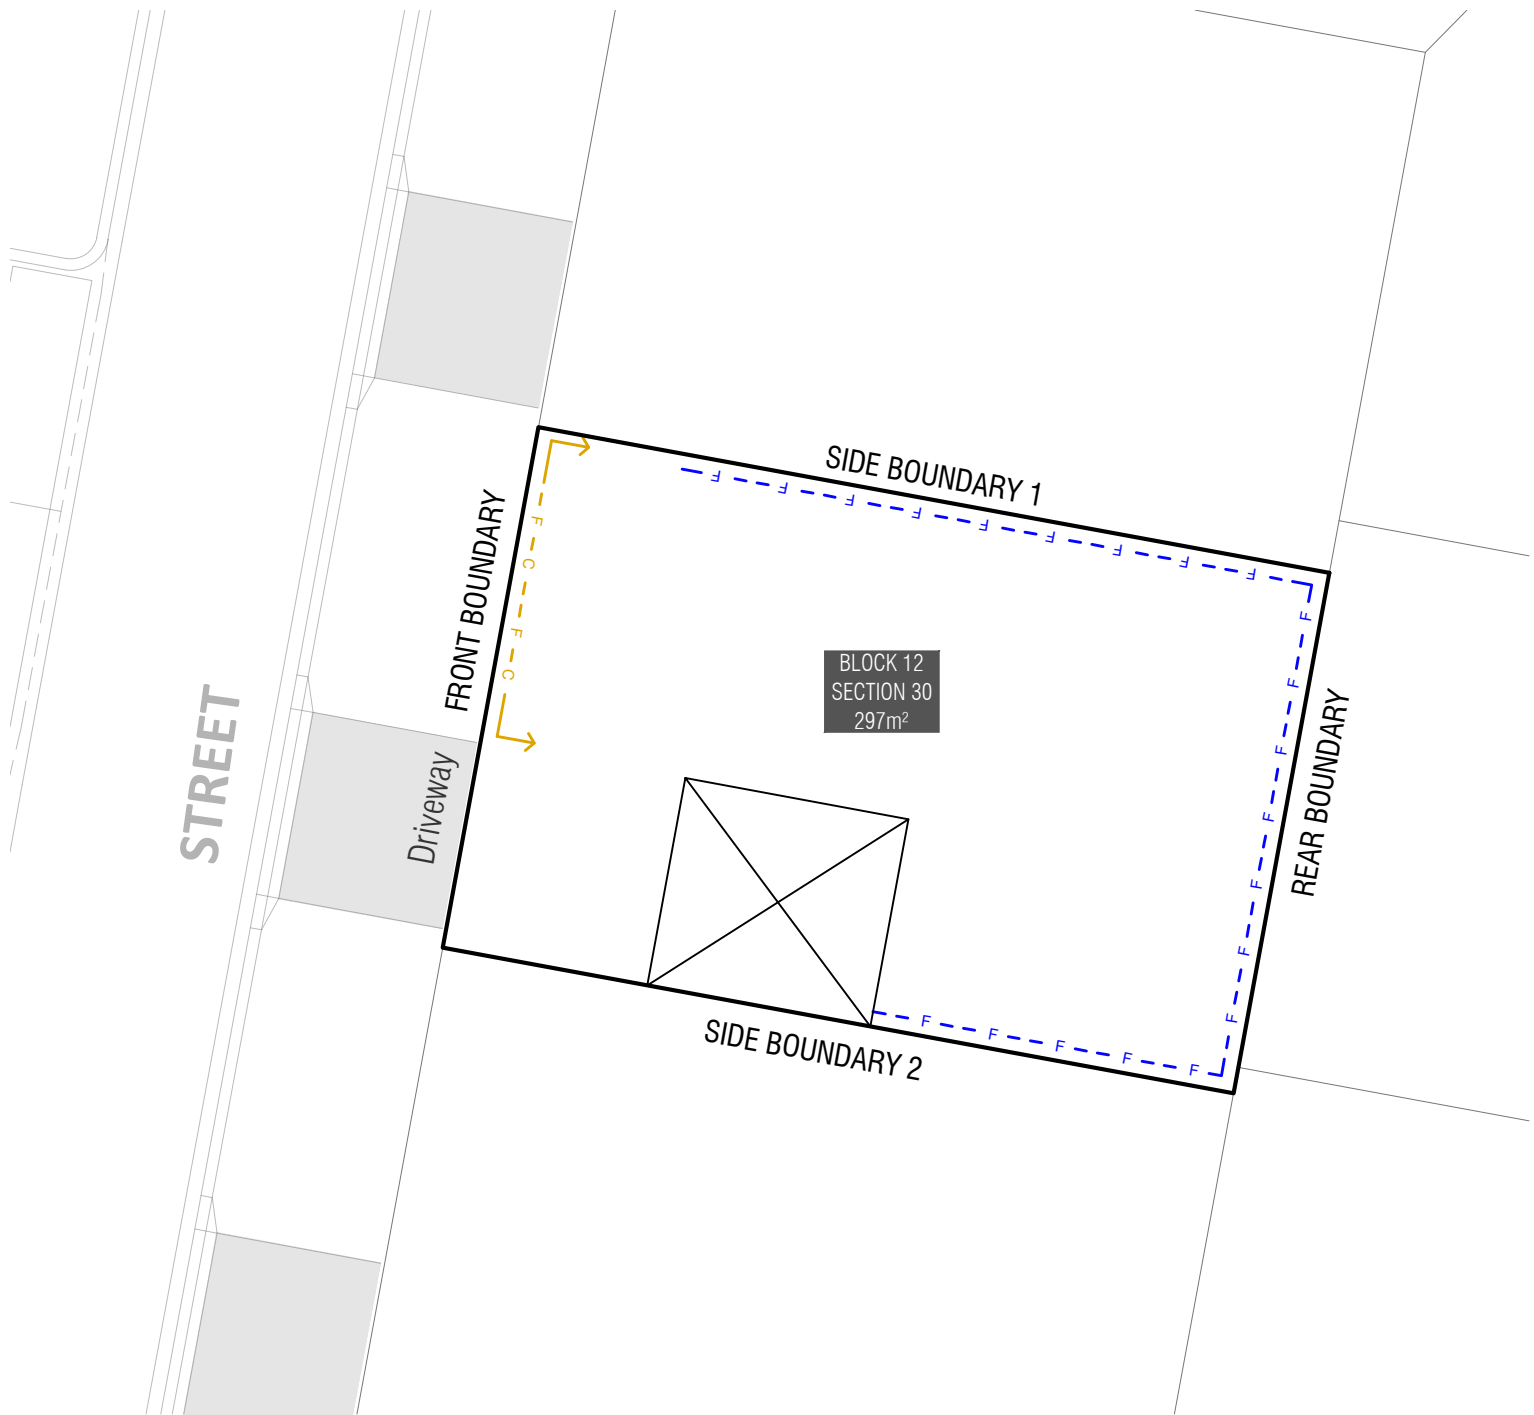 SIDE BOUNDARY 1
F F F F F F F F F
FRONT BOUNDARY
F
C
F
C
BLOCK 12
SECTION 30
297m²
F
F
F
F
F
F
F
REAR BOUNDARY
STREET
Driveway
F F F F F
SIDE BOUNDARY 2